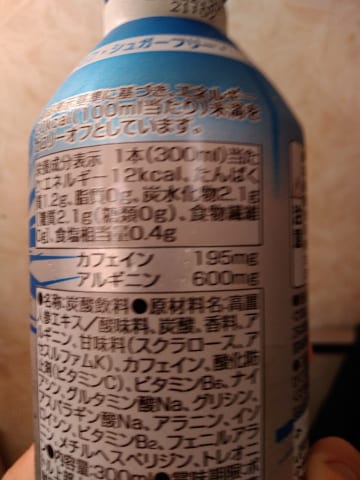 シュガーフリー
基づき、エネルギー
kcal(100ml当たり)未満を
カロリーオフとしています。
栄養成分表示 1本(300ml)当た
エネルギー12kcal、たんぱく
質1.2g、脂質0g、炭水化物2.1g
糖質2.1g(糖類0g)、食物繊維
0g、食塩相当量0.4g
カフェイン 195mg
アルギニン 600mg
●名称:炭酸飲料●原材料名:高麗
人参エキス/酸味料、炭酸、香料、ア
ルギニン、甘味料(スクラロース、ア
セスルファムK)、カフェイン、酸化防
止剤(ビタミンC)、ビタミンB₆、ナイ
アシン、グルタミン酸Na、グリシン、
アスパラギン酸Na、アラニン、イソ
ロイシン、ビタミンB₂、フェニルアラ
メチルヘスペリジン、トレオ
●内容量:300ml●賞味期限: